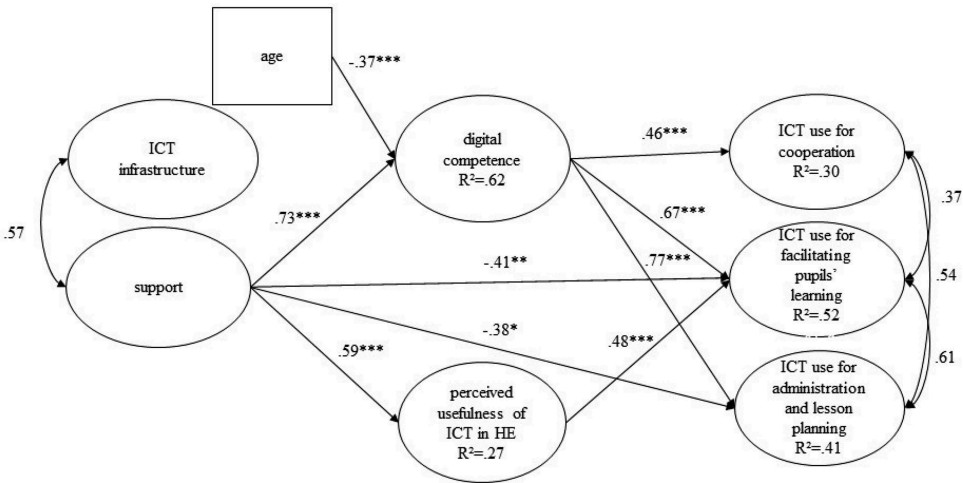 age
-.37***
ICT
infrastructure
digital
competence
R²=.62
.46***
ICT use for
cooperation
R²=.30
.57
.73***
.67***
.37
support
-.41**
.77***
ICT use for
facilitating
pupils'
learning
R²=.52
.54
-.38*
.59***
.48***
.61
perceived
usefulness of
ICT in HE
R²=.27
ICT use for
administration
and lesson
planning
R²=.41